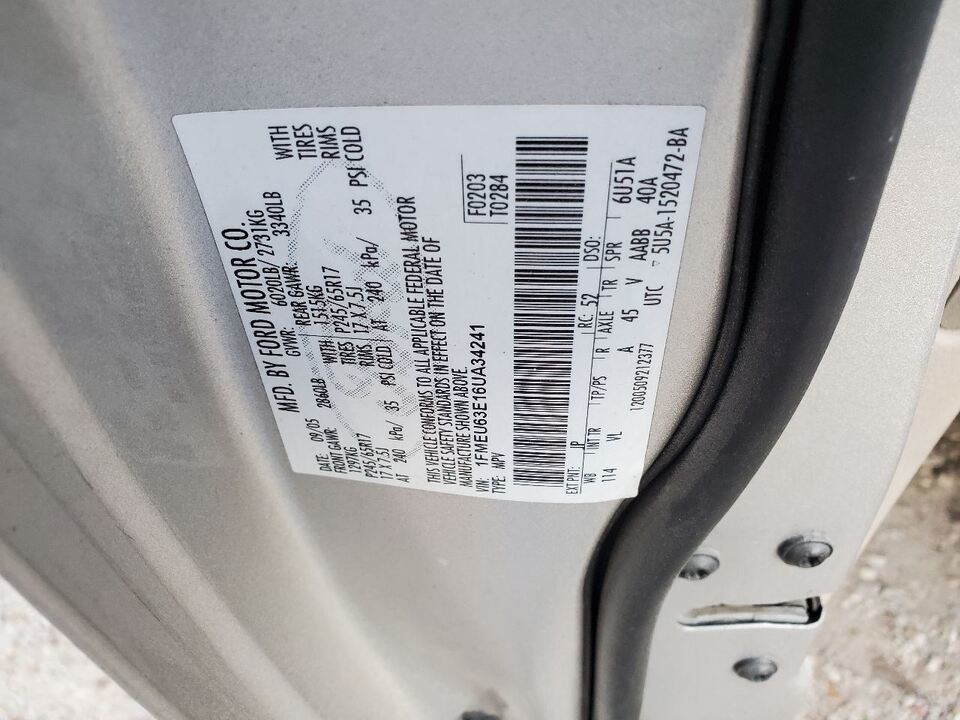 MFD. BY FORD MOTOR CO.
DATE: 09/05 GVWR: 6020LB/ 2731KG
FRONT GAWR: 2860LB REAR GAWR: 3340LB
1297KG WITH 1515KG WITH
P245/65R17 TIRES P245/65R17 TIRES
17 X 7.5J RIMS 17 X 7.5J RIMS
AT 240 kPa/ 35 PSI COLD AT 240 kPa/ 35 PSI COLD
THIS VEHICLE CONFORMS TO ALL APPLICABLE FEDERAL MOTOR
VEHICLE SAFETY STANDARDS IN EFFECT ON THE DATE OF
MANUFACTURE SHOWN ABOVE.
VIN: 1FMEU63E16UA34241 F0203
TYPE: MPV T0284
EXT PNT: JP RC: 52 DSO:
WB INT TR TP/PS R AXLE TR SPR 6U51A
114 VL A 45 V AABB 40A
1200509212377 UTC ▽ 5U5A-1520472-BA